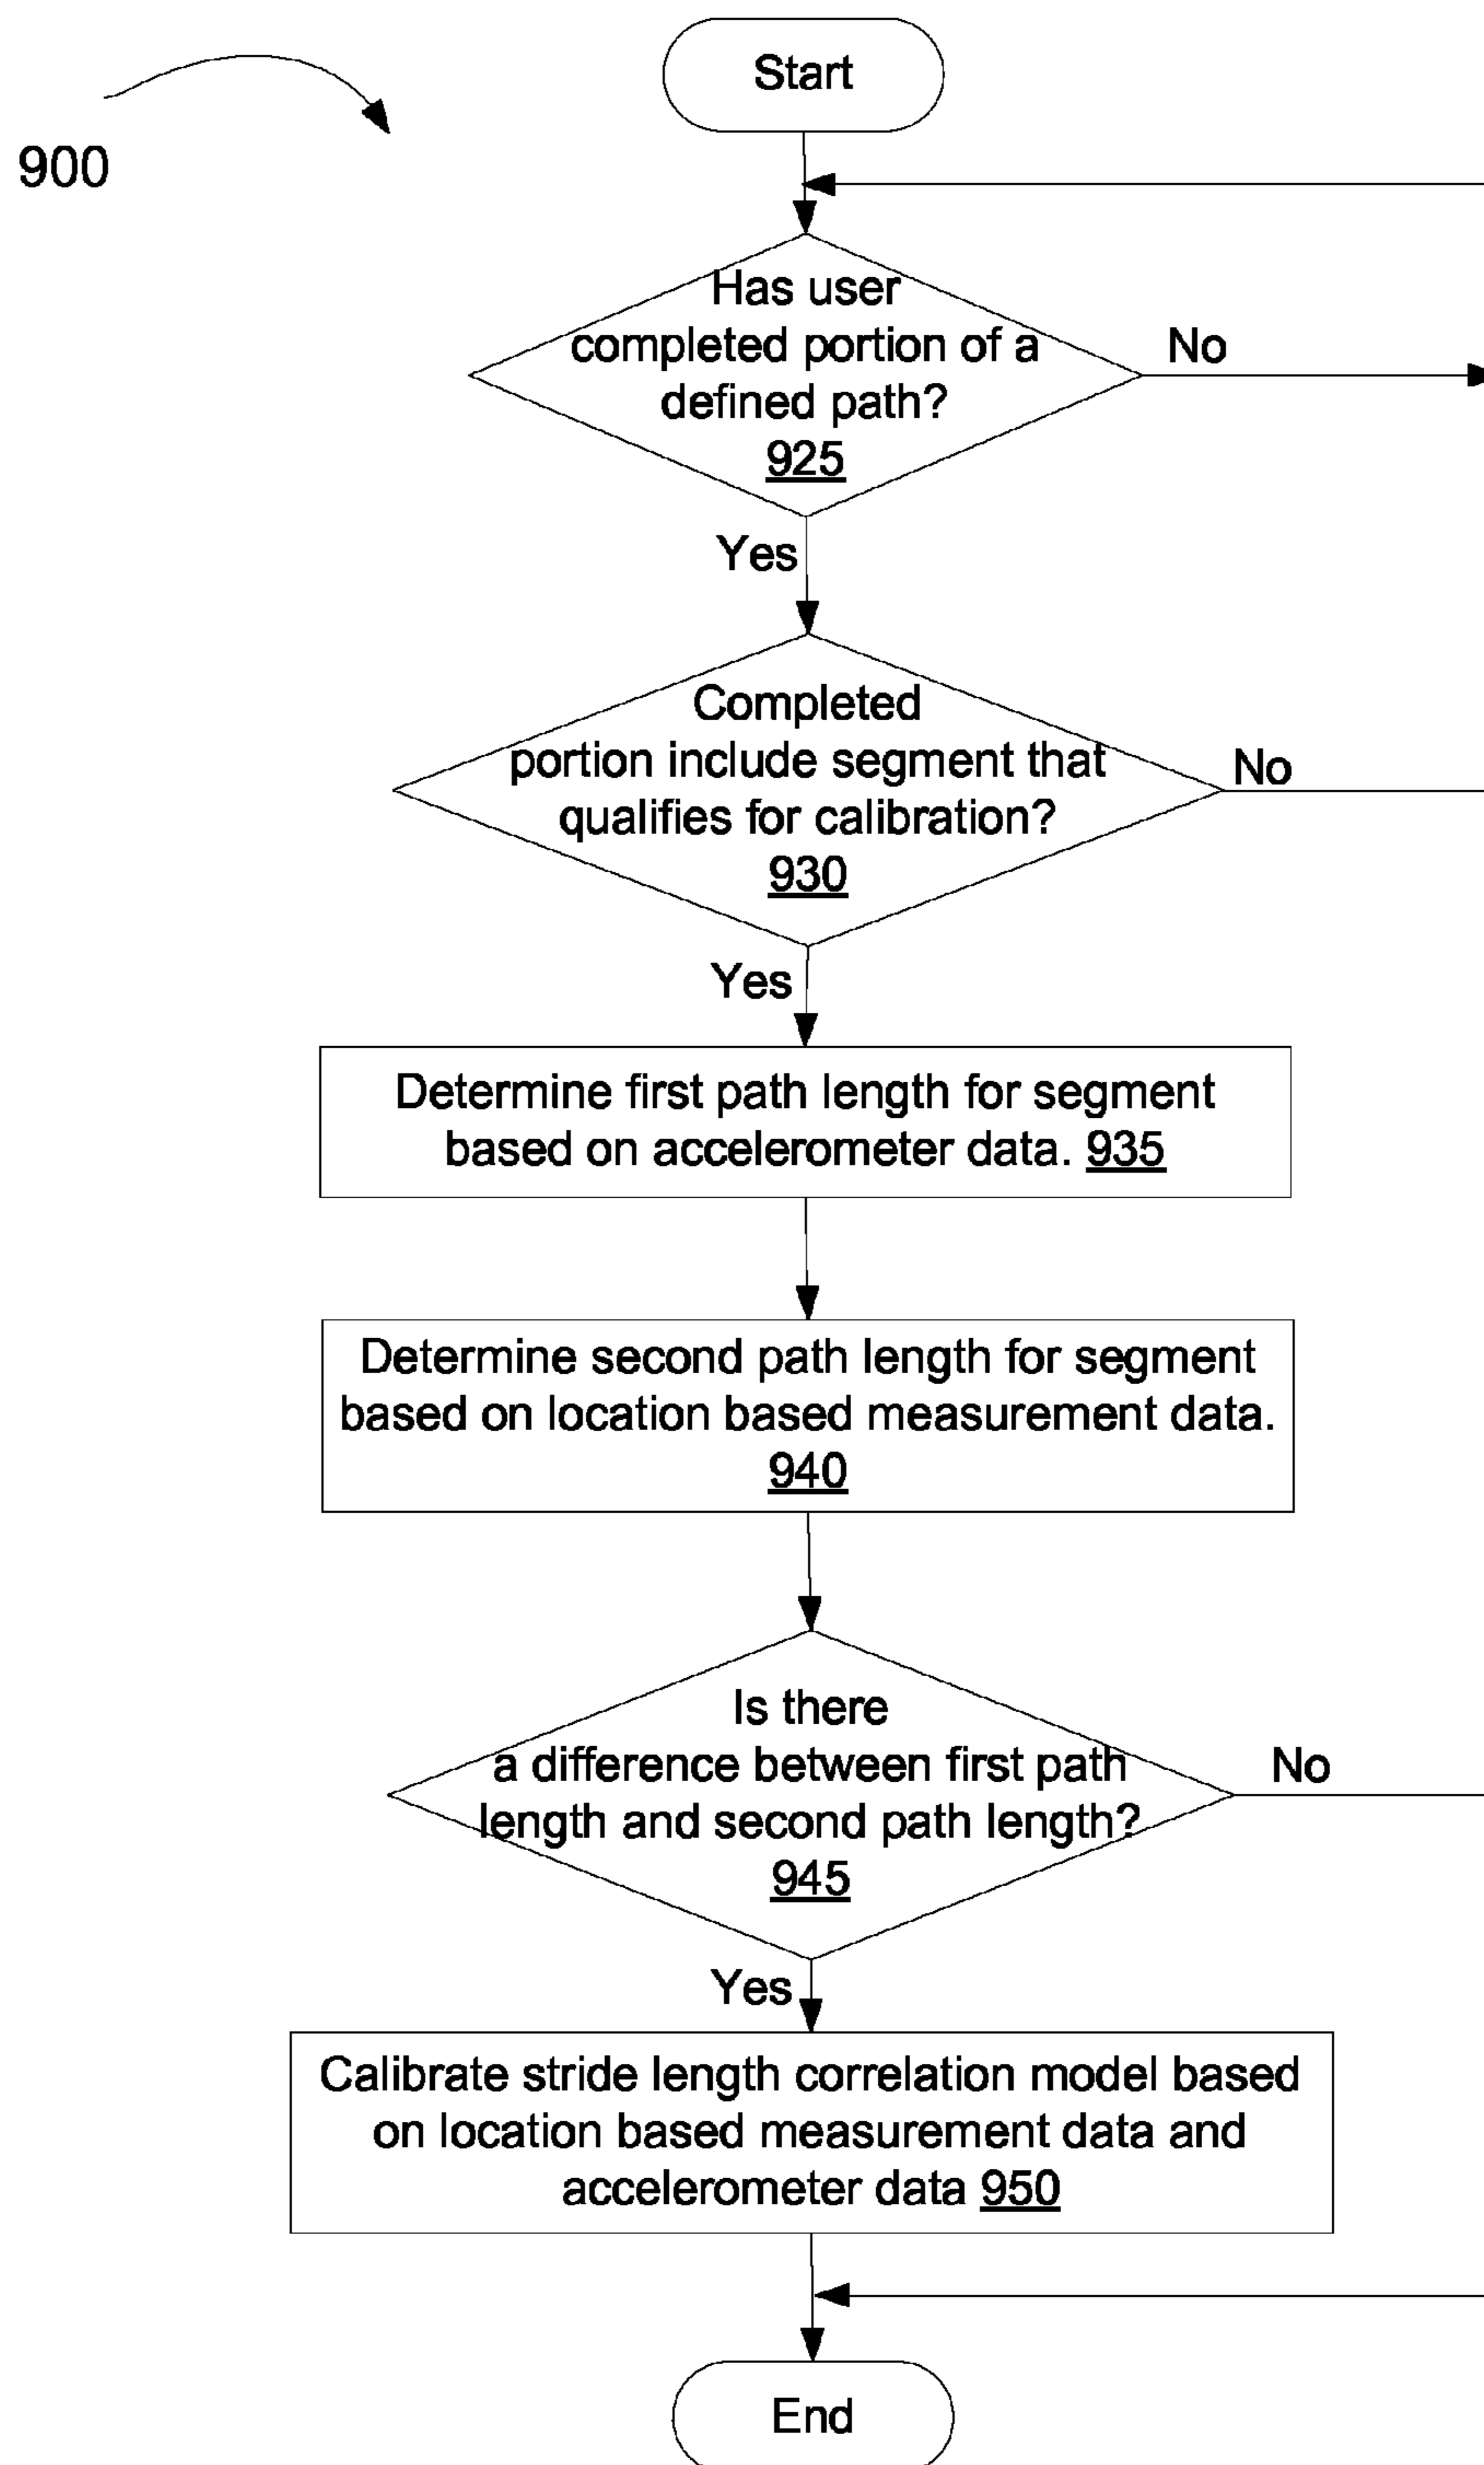 Start
900
Has user
completed portion of a
defined path?
925
No
Yes
Completed
portion include segment that
qualifies for calibration?
930
No
Yes
Determine first path length for segment
based on accelerometer data. 935
Determine second path length for segment
based on location based measurement data.
940
Is there
a difference between first path
length and second path length?
945
No
Yes
Calibrate stride length correlation model based
on location based measurement data and
accelerometer data 950
End